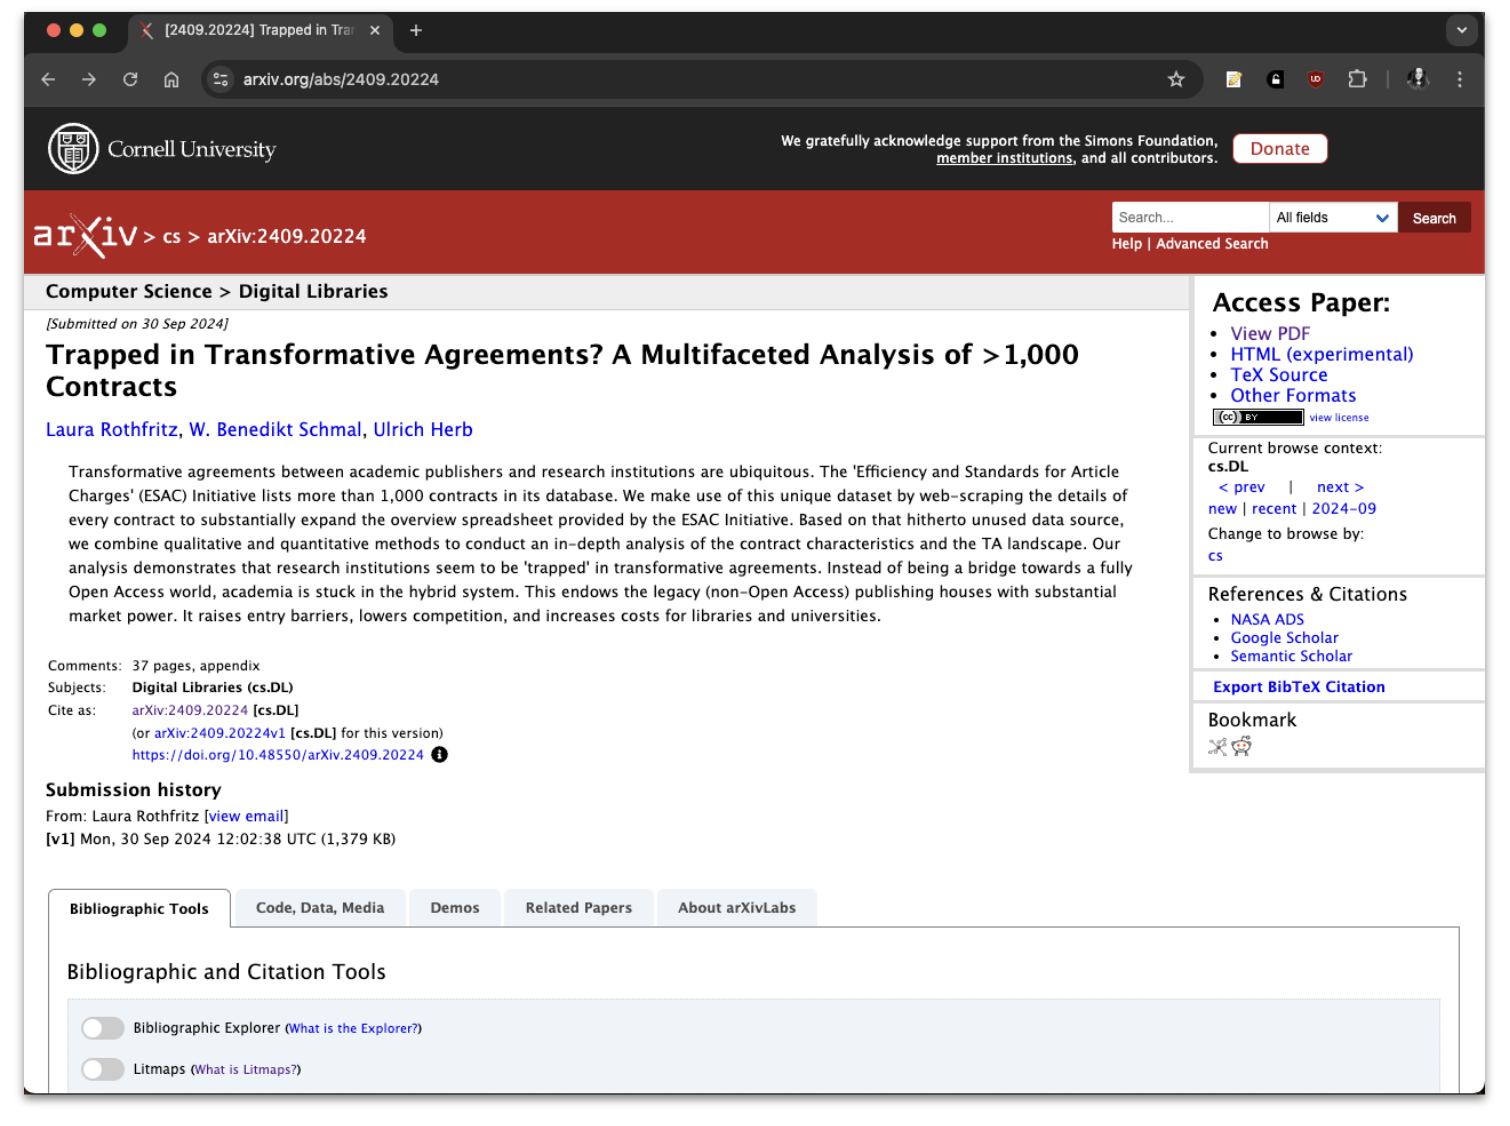 [2409.20224] Trapped in Tra
arxiv.org/abs/2409.20224
Cornell University
We gratefully acknowledge support from the Simons Foundation,
member institutions, and all contributors.
Donate
arXiv > cs > arXiv:2409.20224
Search...
All fields
Search
Help | Advanced Search
Computer Science > Digital Libraries
[Submitted on 30 Sep 2024]
Trapped in Transformative Agreements? A Multifaceted Analysis of >1,000
Contracts
Laura Rothfritz, W. Benedikt Schmal, Ulrich Herb
Transformative agreements between academic publishers and research institutions are ubiquitous. The 'Efficiency and Standards for Article
Charges' (ESAC) Initiative lists more than 1,000 contracts in its database. We make use of this unique dataset by web-scraping the details of
every contract to substantially expand the overview spreadsheet provided by the ESAC Initiative. Based on that hitherto unused data source,
we combine qualitative and quantitative methods to conduct an in-depth analysis of the contract characteristics and the TA landscape. Our
analysis demonstrates that research institutions seem to be 'trapped' in transformative agreements. Instead of being a bridge towards a fully
Open Access world, academia is stuck in the hybrid system. This endows the legacy (non-Open Access) publishing houses with substantial
market power. It raises entry barriers, lowers competition, and increases costs for libraries and universities.
Comments: 37 pages, appendix
Subjects: Digital Libraries (cs.DL)
Cite as: arXiv:2409.20224 [cs.DL]
(or arXiv:2409.20224v1 [cs.DL] for this version)
https://doi.org/10.48550/arXiv.2409.20224
Submission history
From: Laura Rothfritz [view email]
[v1] Mon, 30 Sep 2024 12:02:38 UTC (1,379 KB)
Access Paper:
View PDF
HTML (experimental)
TeX Source
Other Formats
(cc) BY view license
Current browse context:
cs.DL
< prev | next >
new | recent | 2024-09
Change to browse by:
cs
References & Citations
NASA ADS
Google Scholar
Semantic Scholar
Export BibTeX Citation
Bookmark
Bibliographic Tools
Code, Data, Media
Demos
Related Papers
About arXivLabs
Bibliographic and Citation Tools
Bibliographic Explorer (What is the Explorer?)
Litmaps (What is Litmaps?)